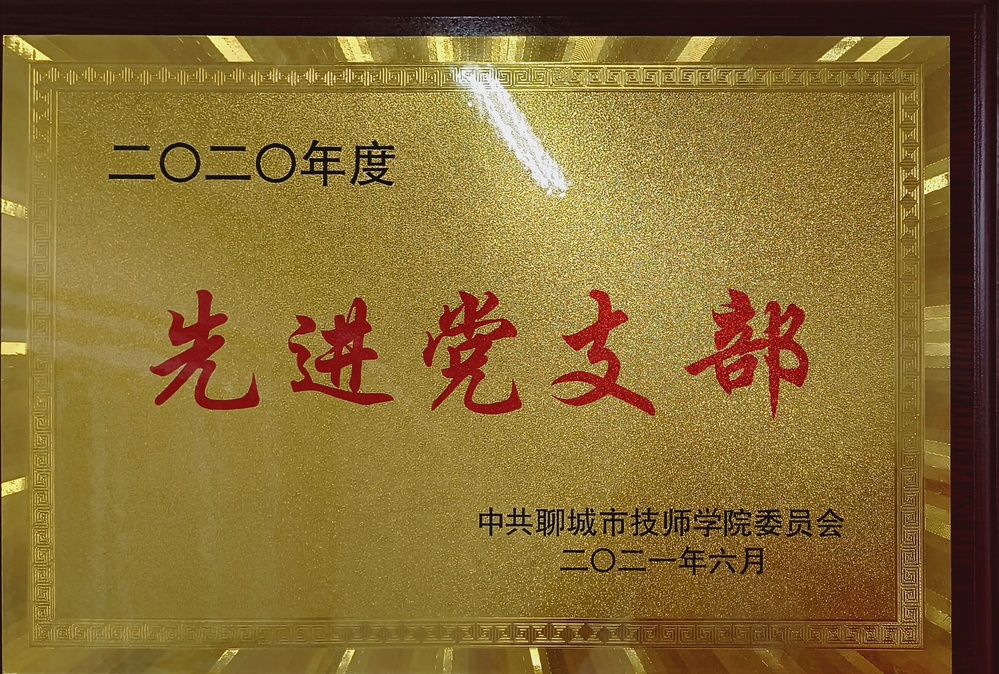 二〇二〇年度
先进党支部
中共聊城市技师学院委员会
二〇二一年六月